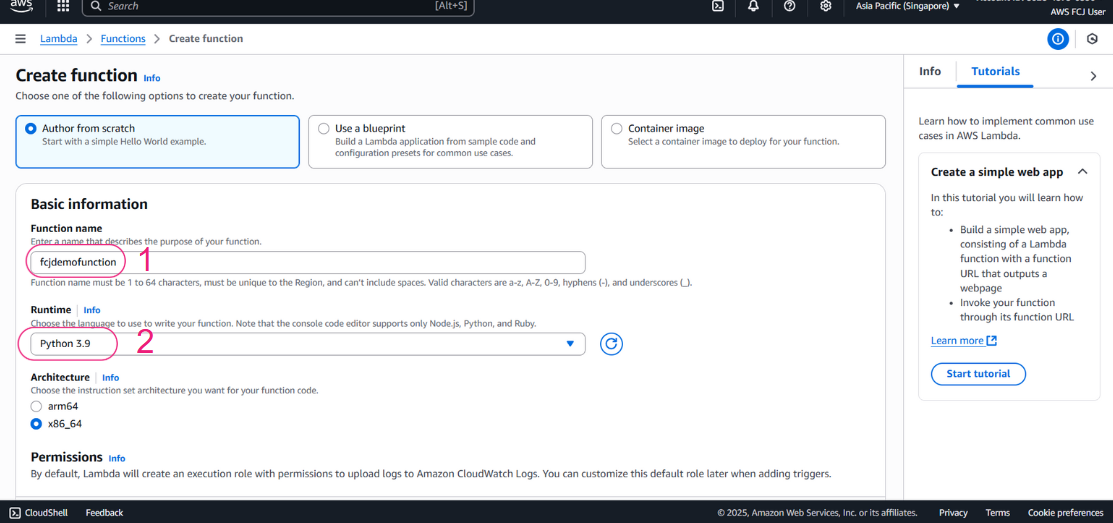 aws
Search
[Alt+S]
Asia Pacific (Singapore)
AWS FCJ User
Lambda > Functions > Create function
Create function Info
Choose one of the following options to create your function.
Author from scratch
Start with a simple Hello World example.
Use a blueprint
Build a Lambda application from sample code and
configuration presets for common use cases.
Container image
Select a container image to deploy for your function.
Basic information
Function name
Enter a name that describes the purpose of your function.
fcjdemofunction
1
Function name must be 1 to 64 characters, must be unique to the Region, and can't include spaces. Valid characters are a-z, A-Z, 0-9, hyphens (-), and underscores (_).
Runtime Info
Choose the language to use to write your function. Note that the console code editor supports only Node.js, Python, and Ruby.
Python 3.9
2
Architecture Info
Choose the instruction set architecture you want for your function code.
arm64
x86_64
Permissions Info
By default, Lambda will create an execution role with permissions to upload logs to Amazon CloudWatch Logs. You can customize this default role later when adding triggers.
Info
Tutorials
Learn how to implement common use
cases in AWS Lambda.
Create a simple web app
In this tutorial you will learn how
to:
• Build a simple web app,
consisting of a Lambda
function with a function
URL that outputs a
webpage
• Invoke your function
through its function URL
Learn more
Start tutorial
CloudShell
Feedback
© 2025, Amazon Web Services, Inc. or its affiliates.
Privacy
Terms
Cookie preferences